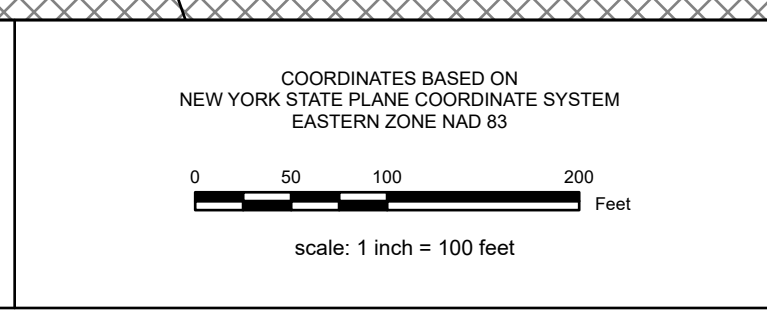 COORDINATES BASED ON
NEW YORK STATE PLANE COORDINATE SYSTEM
EASTERN ZONE NAD 83
0 50 100 200
Feet
scale: 1 inch = 100 feet